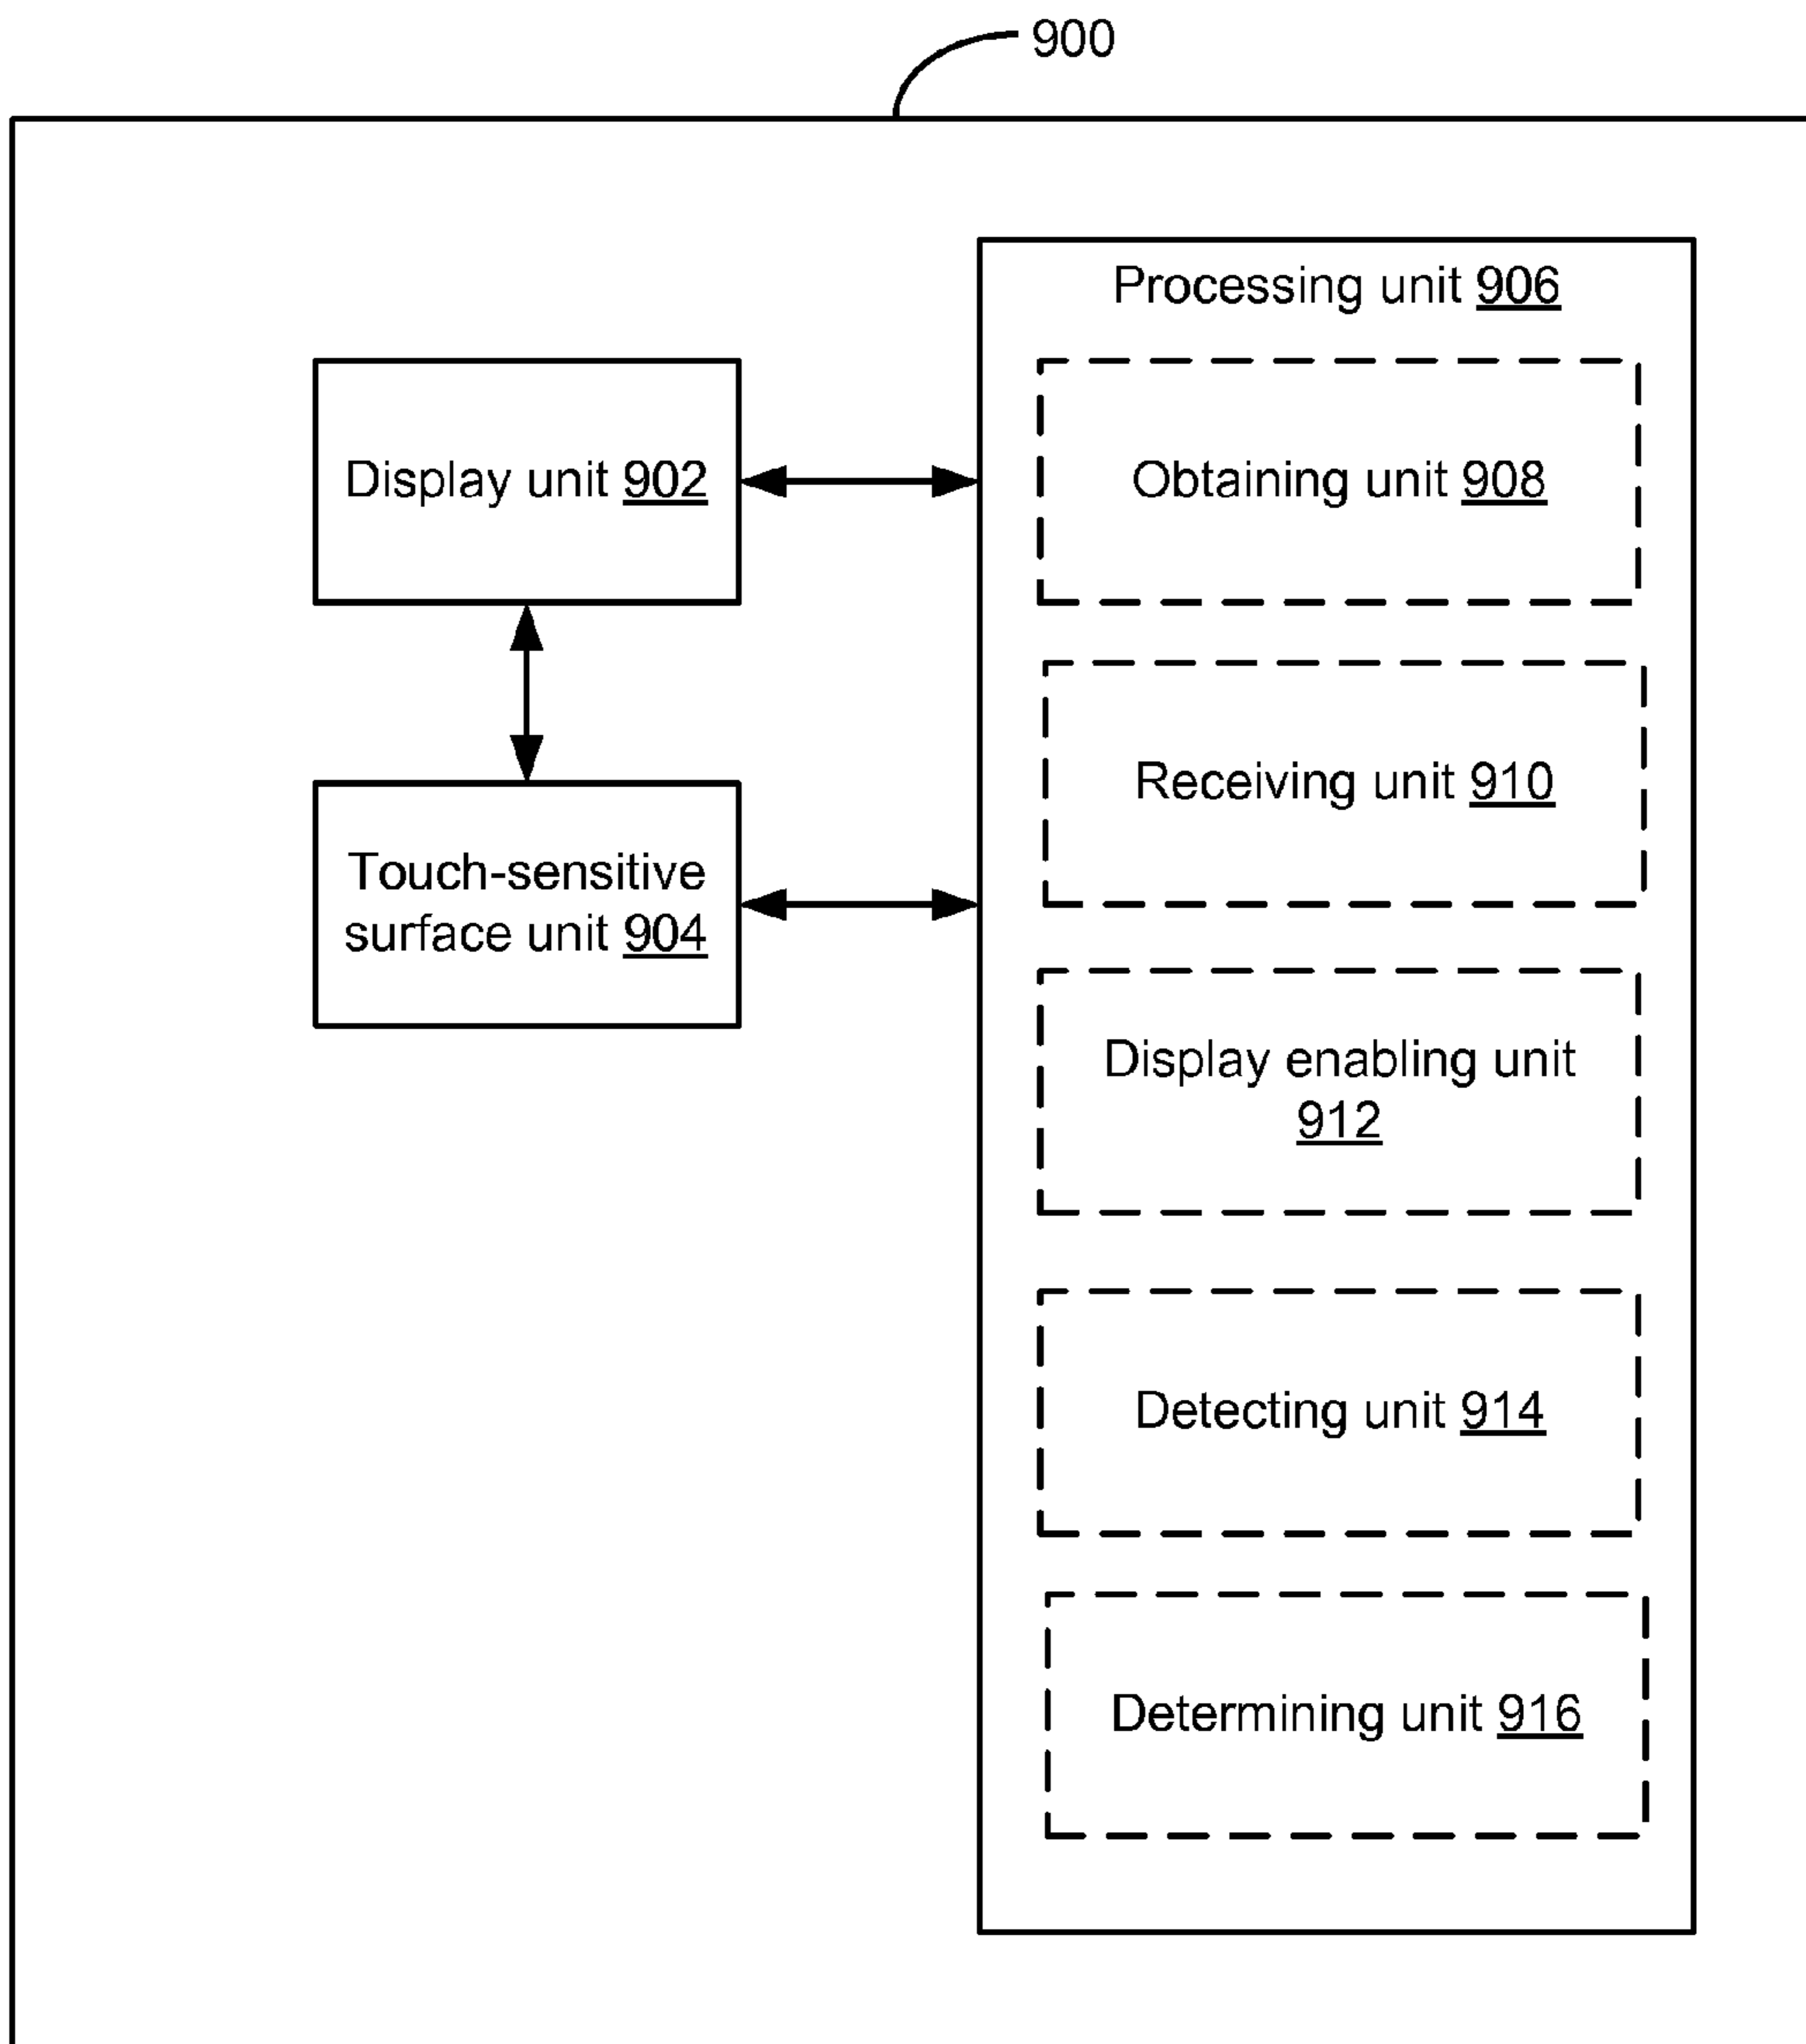 900
Processing unit 906
Display unit 902
Obtaining unit 908
Receiving unit 910
Touch-sensitive
surface unit 904
Display enabling unit
912
Detecting unit 914
Determining unit 916